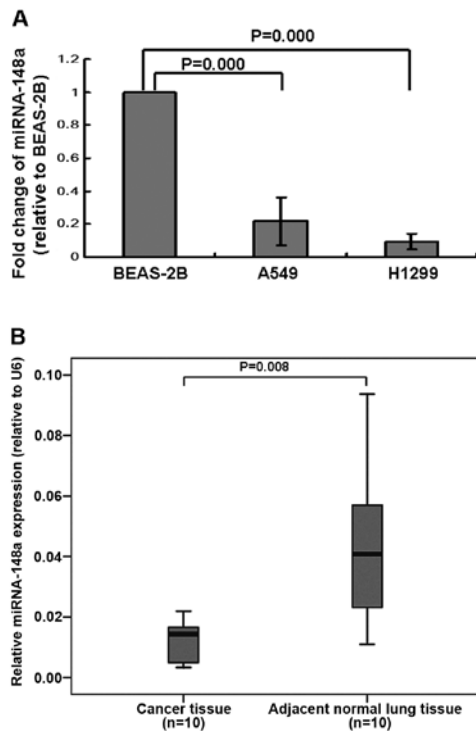 A
P=0.000
P=0.000
Fold change of miRNA-148a
(relative to BEAS-2B)
1.2
1
0.8
0.6
0.4
0.2
0
BEAS-2B A549 H1299
B
P=0.008
Relative miRNA-148a expression (relative to U6)
0.10
0.08
0.06
0.04
0.02
0.00
Cancer tissue Adjacent normal lung tissue
(n=10) (n=10)